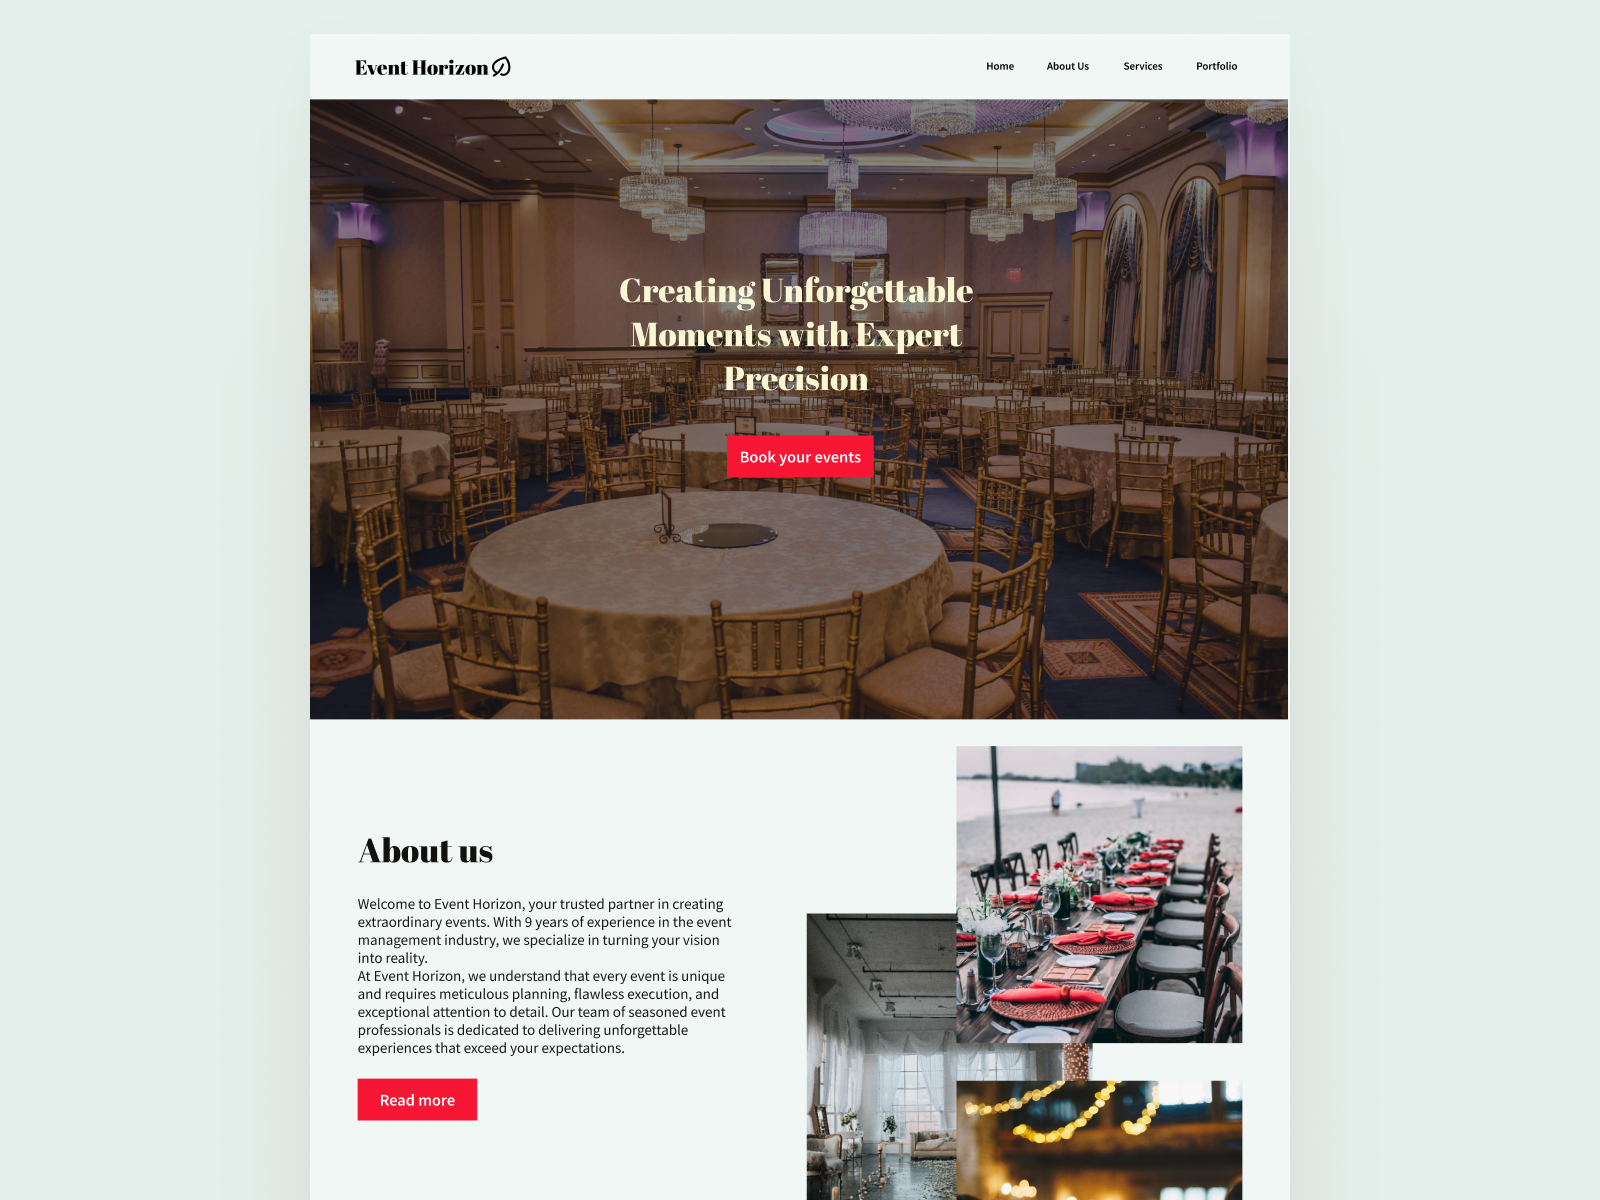 Event Horizon
Home
About Us
Services
Portfolio
Creating Unforgettable
Moments with Expert
Precision
Book your events
About us
Welcome to Event Horizon, your trusted partner in creating
extraordinary events. With 9 years of experience in the event
management industry, we specialize in turning your vision
into reality.
At Event Horizon, we understand that every event is unique
and requires meticulous planning, flawless execution, and
exceptional attention to detail. Our team of seasoned event
professionals is dedicated to delivering unforgettable
experiences that exceed your expectations.
Read more